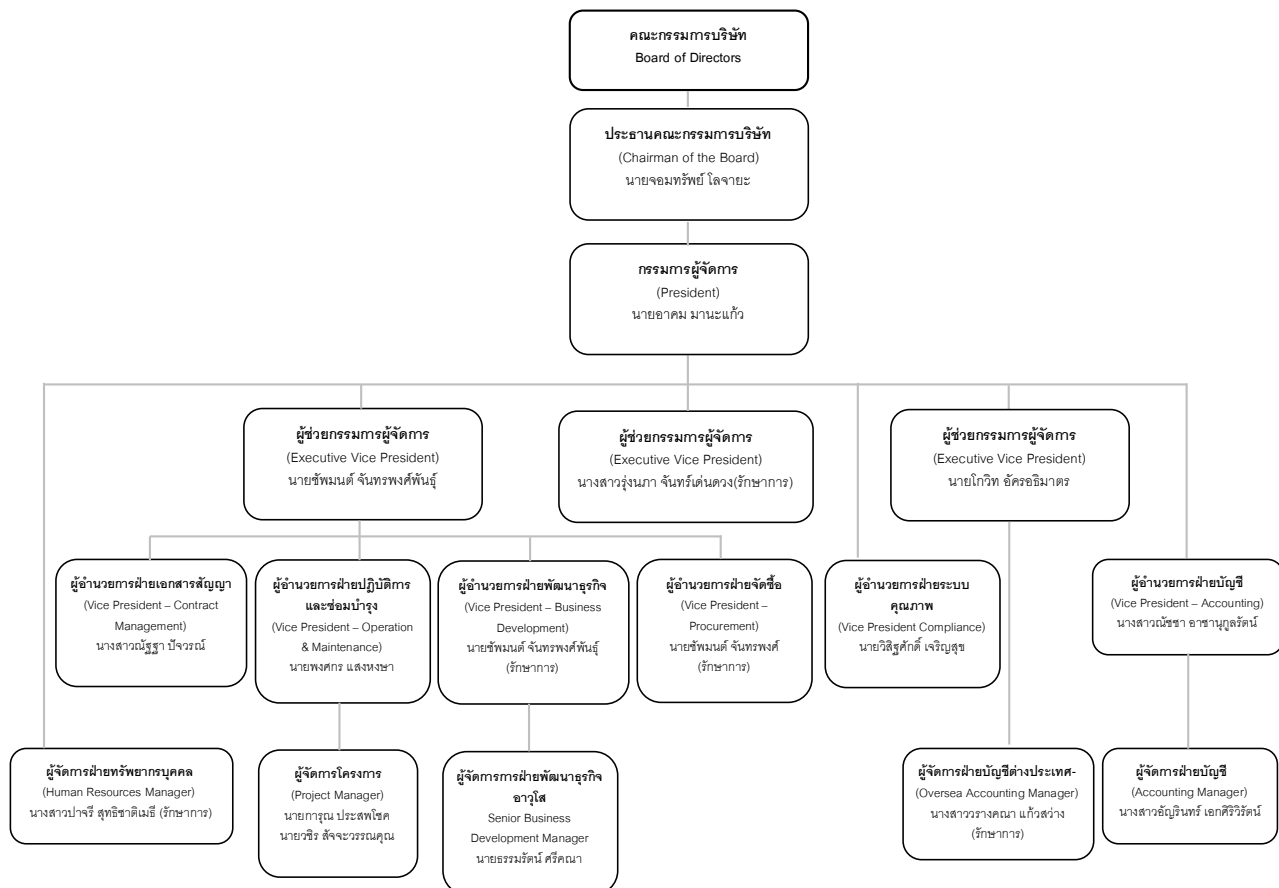 คณะกรรมการบริษัท
Board of Directors
ประธานคณะกรรมการบริษัท
(Chairman of the Board)
นายจอมทรัพย์ โลจายะ
กรรมการผู้จัดการ
(President)
นายอาคม มานะแก้ว
ผู้ช่วยกรรมการผู้จัดการ
(Executive Vice President)
นายชัพมนต์ จันทรพงศ์พันธุ์
ผู้ช่วยกรรมการผู้จัดการ
(Executive Vice President)
นางสาวรุ่งนภา จันทร์เด่นดวง(รักษาการ)
ผู้ช่วยกรรมการผู้จัดการ
(Executive Vice President)
นายโกวิท อัครอธิมาตร
ผู้อำนวยการฝ่ายเอกสารสัญญา
(Vice President – Contract
Management)
นางสาวณัฐฐา ปัจวรณ์
ผู้อำนวยการฝ่ายปฎิบัติการ
และซ่อมบำรุง
(Vice President – Operation
& Maintenance)
นายพงศกร แสงหงษา
ผู้อำนวยการฝ่ายพัฒนาธุรกิจ
(Vice President – Business
Development)
นายชัพมนต์ จันทรพงศ์พันธุ์
(รักษาการ)
ผู้อำนวยการฝ่ายจัดซื้อ
(Vice President –
Procurement)
นายชัพมนต์ จันทรพงศ์
(รักษาการ)
ผู้อำนวยการฝ่ายระบบ
คุณภาพ
(Vice President Compliance)
นายวิสิฐศักดิ์ เจริญสุข
ผู้อำนวยการฝ่ายบัญชี
(Vice President – Accounting)
นางสาวณัชชา อาชานุกูลรัตน์
ผู้จัดการฝ่ายทรัพยากรบุคคล
(Human Resources Manager)
นางสาวปาจรี สุทธิชาติเมธี (รักษาการ)
ผู้จัดการโครงการ
(Project Manager)
นายการุณ ประสพโชค
นายวชิร สัจจะวรรณคุณ
ผู้จัดการการฝ่ายพัฒนาธุรกิจ
อาวุโส
Senior Business
Development Manager
นายธรรมรัตน์ ศรีคณา
ผู้จัดการฝ่ายบัญชีต่างประเทศ-
(Oversea Accounting Manager)
นางสาววรางคณา แก้วสว่าง
(รักษาการ)
ผู้จัดการฝ่ายบัญชี
(Accounting Manager)
นางสาวอัญรินทร์ เอกศิริวิรัตน์